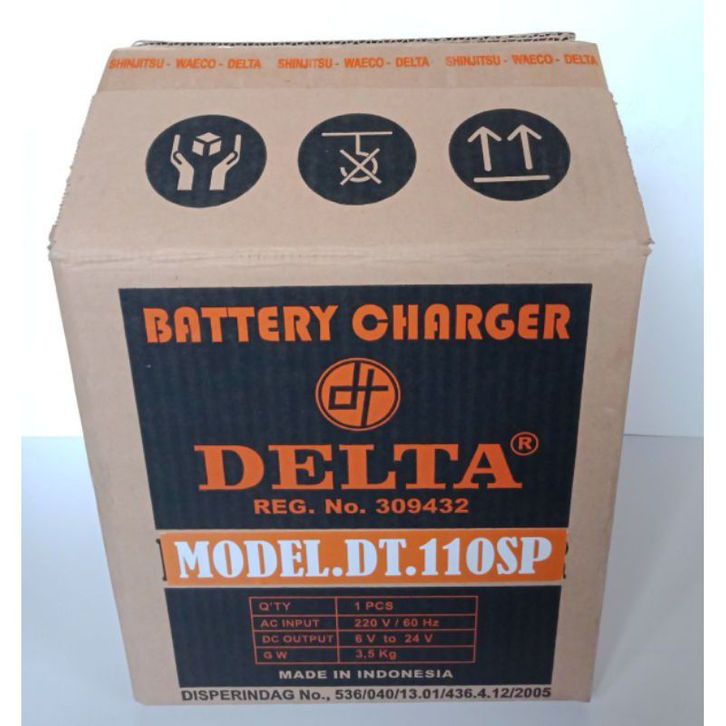 SHINJITSU - WAECO - DELTA SHINJITSU - WAECO - DELTA SHINJITSU - WAECO - DELTA
BATTERY CHARGER
dt
DELTA®
REG. No. 309432
MODEL.DT.110SP
Q'TY 1 PCS
AC INPUT 220 V / 60 Hz
DC OUTPUT 6 V to 24 V
G W 3,5 Kg
MADE IN INDONESIA
DISPERINDAG No., 536/040/13.01/436.4.12/2005